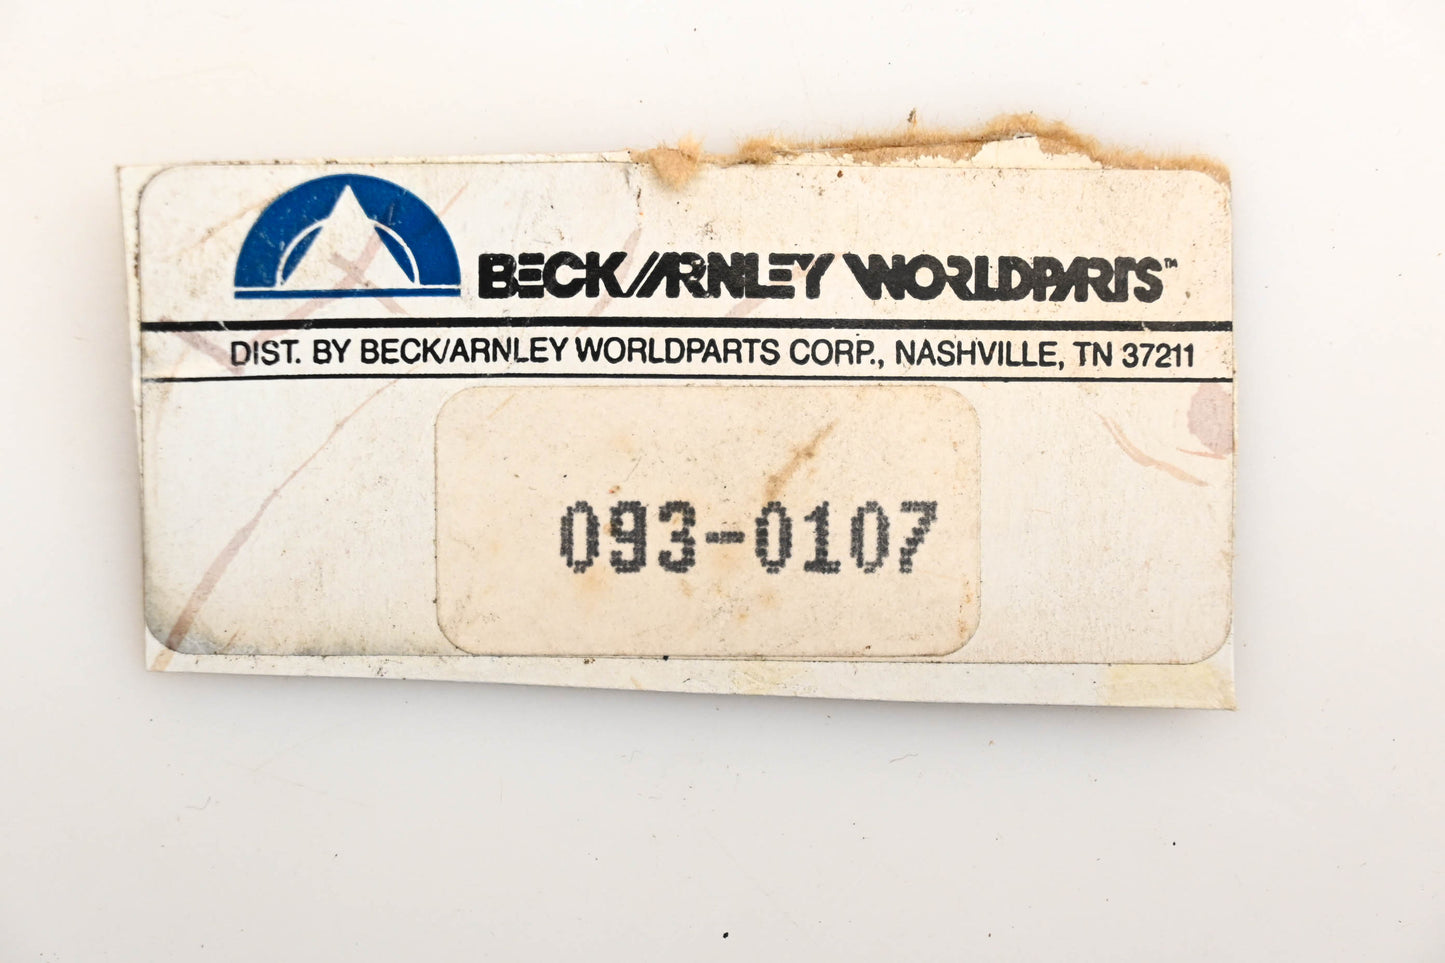 BECK/ARNLEY WORLDPARTS™
DIST. BY BECK/ARNLEY WORLDPARTS CORP., NASHVILLE, TN 37211
093-0107